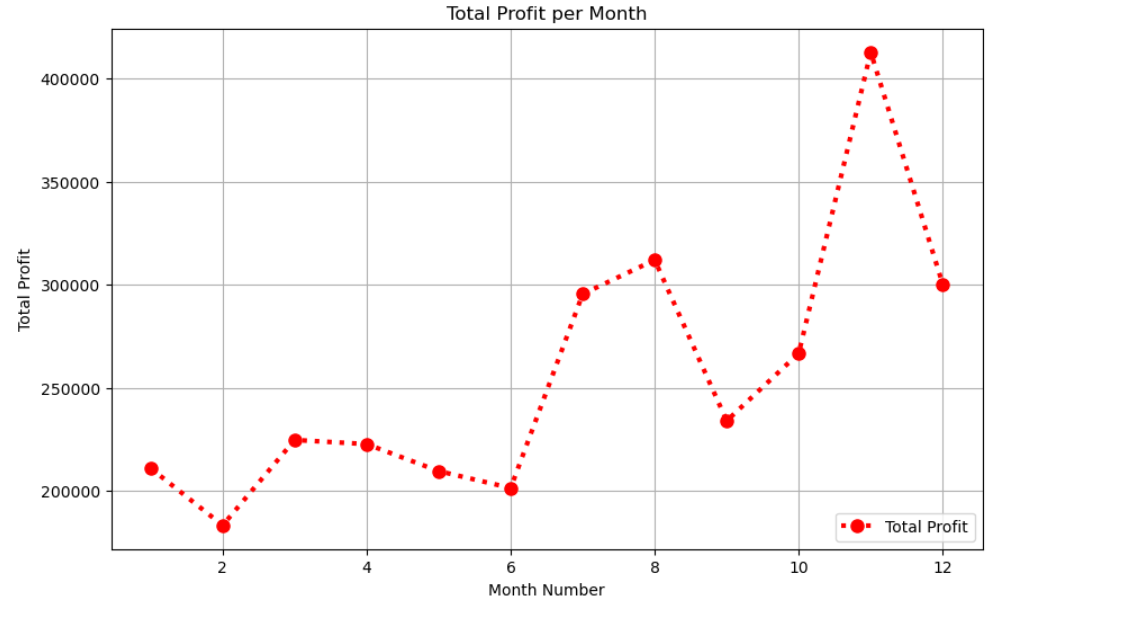 Total Profit per Month
400000
350000
300000
250000
200000
Total Profit
Total Profit
2 4 6 8 10 12
Month Number